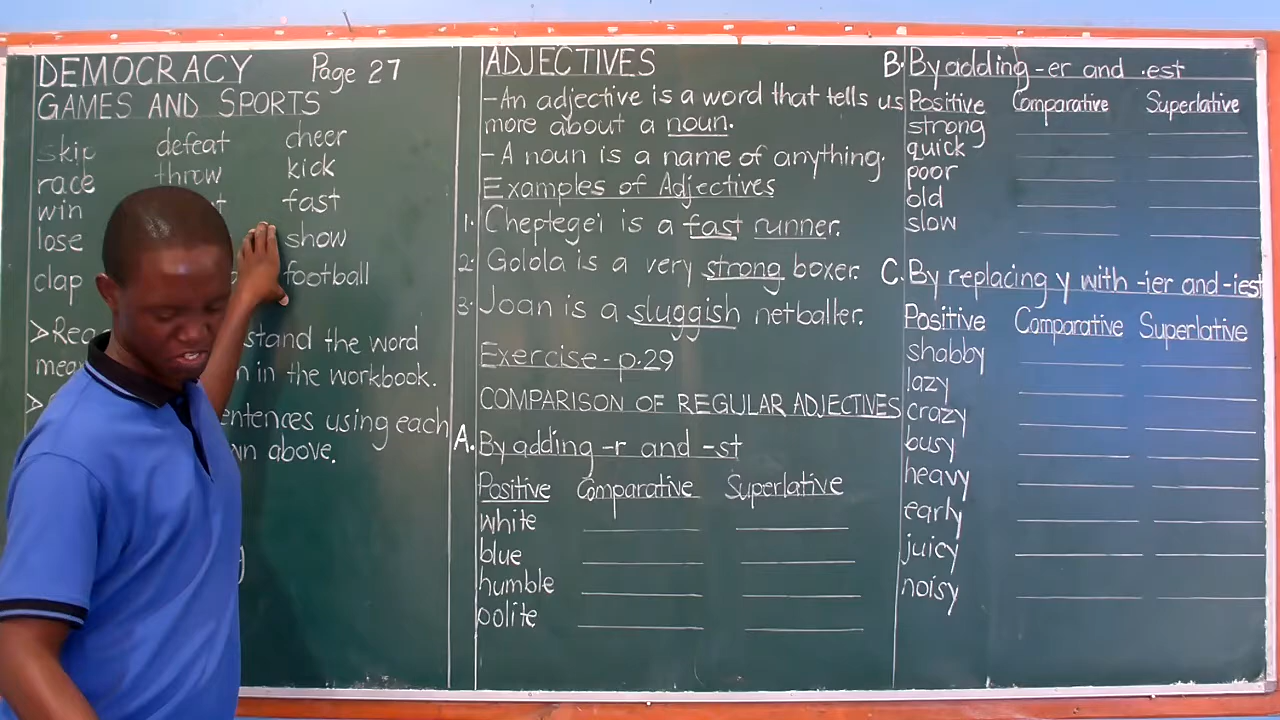 DEMOCRACY Page 27
GAMES AND SPORTS
skip defeat cheer
race throw kick
win fast
lose show
clap football
stand the word
in the workbook.
sentences using each
above.
ADJECTIVES
-An adjective is a word that tells us
more about a noun.
- A noun is a name of anything.
Examples of Adjectives
1. Cheptegei is a fast runner.
2. Golola is a very strong boxer.
3. Joan is a sluggish netballer.
Exercise - p.29
COMPARISON OF REGULAR ADJECTIVES
A. By adding -r and -st
Positive Comparative Superlative
white
blue
humble
polite
B. By adding -er and -est
Positive Comparative Superlative
strong
quick
poor
old
slow
C. By replacing y with -ier and -iest
Positive Comparative Superlative
shabby
lazy
crazy
busy
heavy
early
juicy
noisy